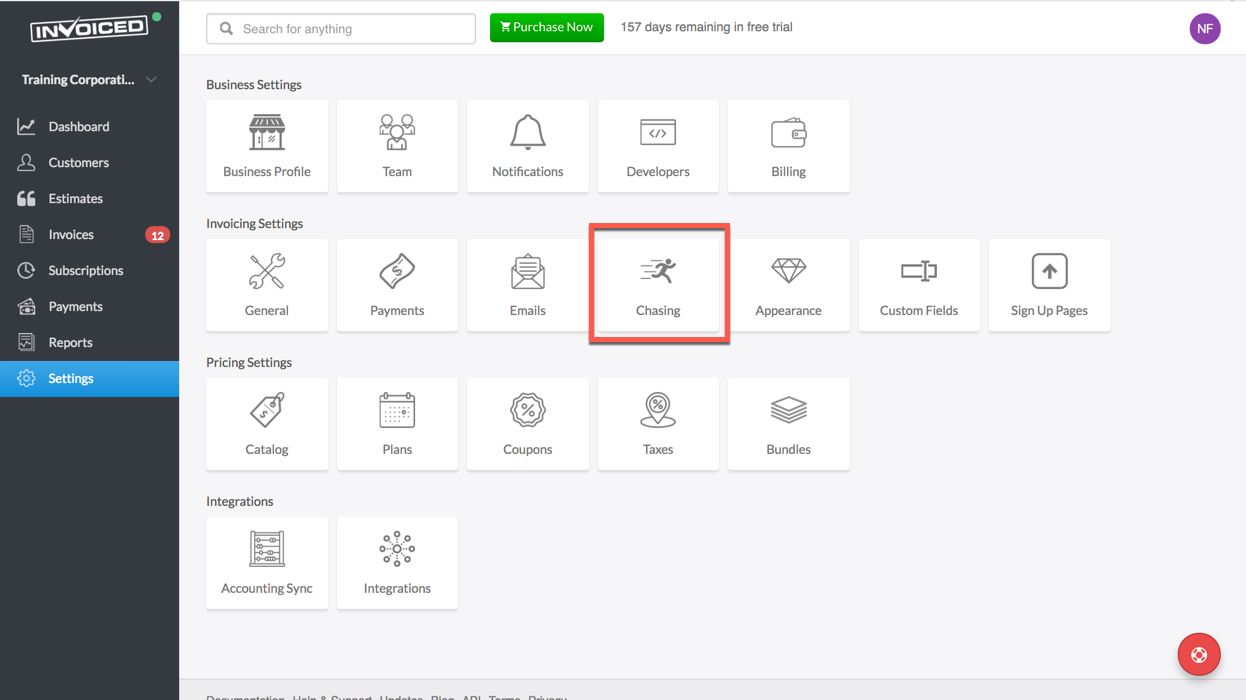 INVOICED
Search for anything
Purchase Now
157 days remaining in free trial
NF
Training Corporati...
Dashboard
Customers
Estimates
Invoices
12
Subscriptions
Payments
Reports
Settings
Business Settings
Business Profile
Team
Notifications
Developers
Billing
Invoicing Settings
General
Payments
Emails
Chasing
Appearance
Custom Fields
Sign Up Pages
Pricing Settings
Catalog
Plans
Coupons
Taxes
Bundles
Integrations
Accounting Sync
Integrations
Documentation Help & Support Updates Blog API Terms Privacy